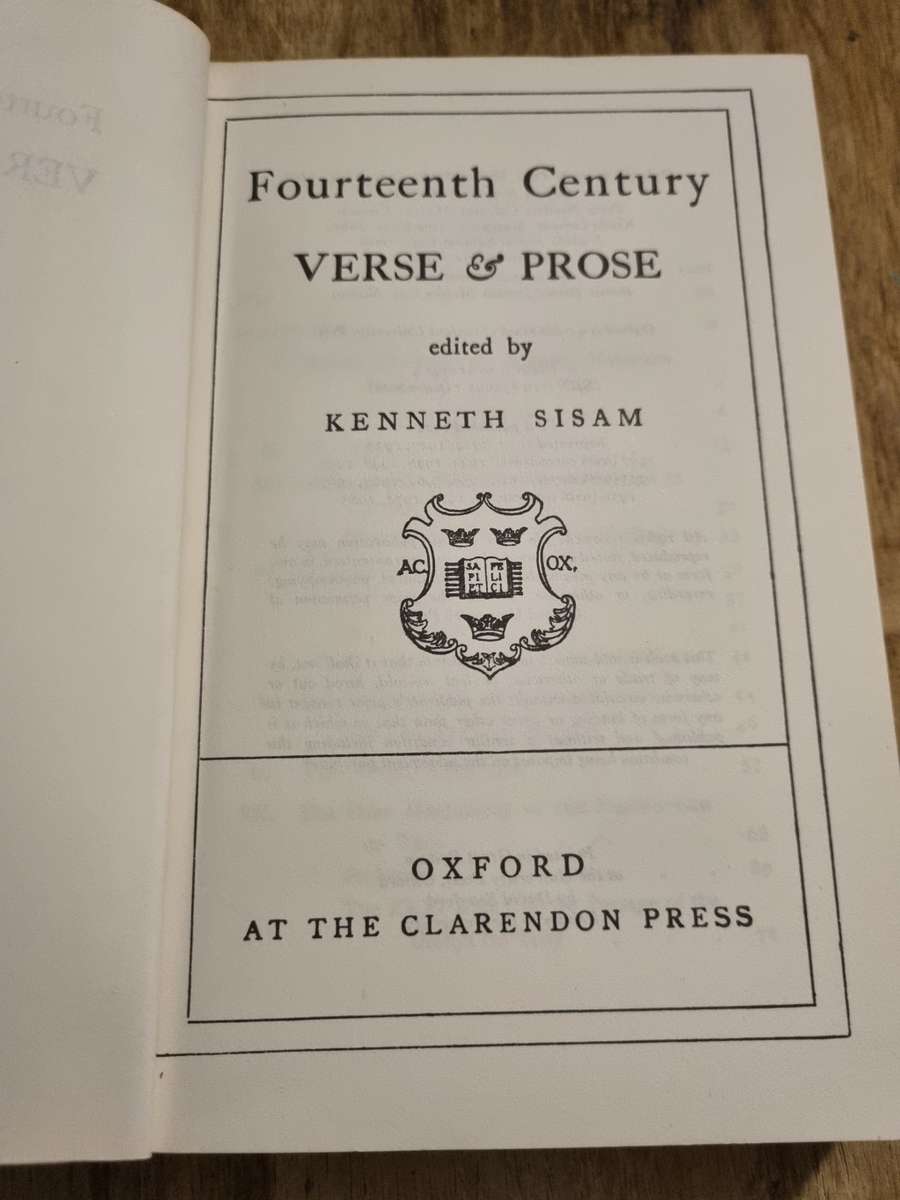 Fourteenth Century
VERSE & PROSE
edited by
KENNETH SISAM
AC. OX,
SA PE
PI LI
ET CI
OXFORD
AT THE CLARENDON PRESS